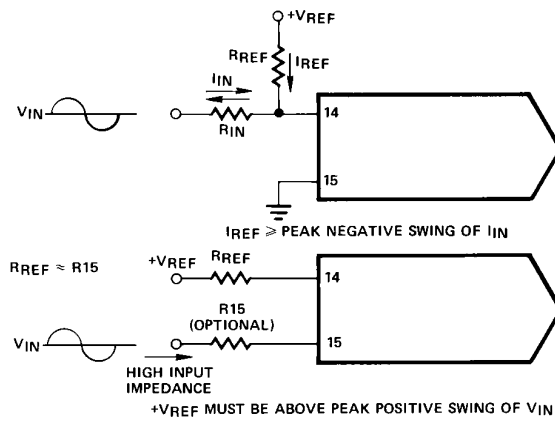 +VREF
RREF
IREF
IIN
VIN
RIN
14
15
IREF ⩾ PEAK NEGATIVE SWING OF IIN
RREF ≈ R15
+VREF
RREF
14
R15
(OPTIONAL)
VIN
15
HIGH INPUT
IMPEDANCE
+VREF MUST BE ABOVE PEAK POSITIVE SWING OF VIN